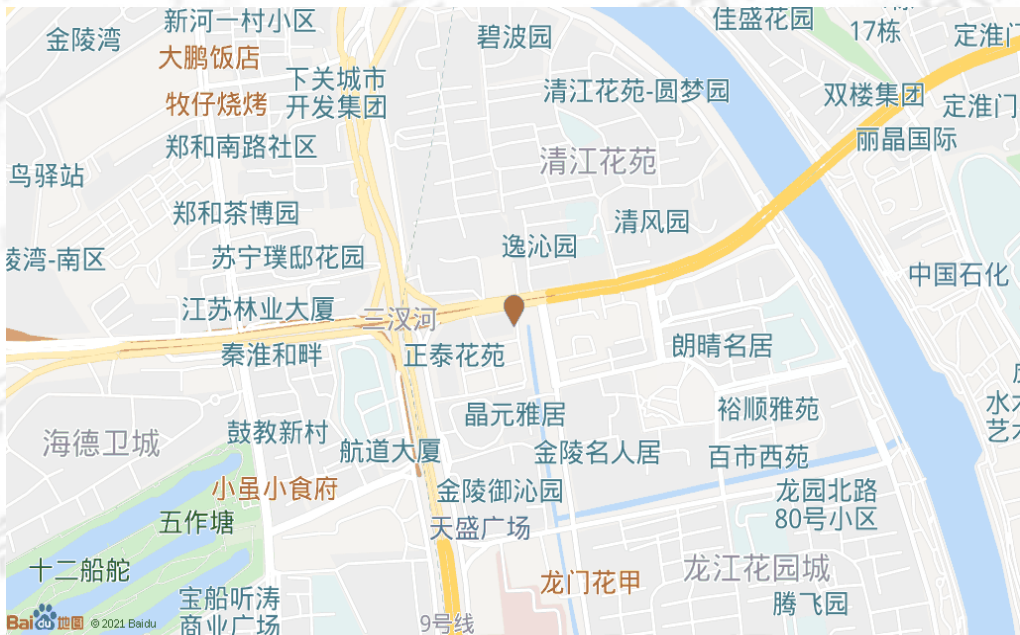 新河一村小区
佳盛花园
17栋
金陵湾
碧波园
定淮门
大鹏饭店
下关城市
开发集团
清江花苑-圆梦园
双楼集团
牧仔烧烤
定淮门
郑和南路社区
清江花苑
丽晶国际
鸟驿站
郑和茶博园
清风园
逸沁园
陵湾-南区
苏宁璞邸花园
中国石化
江苏林业大厦
三汊河
秦淮和畔
正泰花苑
朗晴名居
水木
艺术
晶元雅居
裕顺雅苑
海德卫城
鼓教新村
航道大厦
金陵名人居
百市西苑
小虽小食府
金陵御沁园
龙园北路
80号小区
五作塘
天盛广场
十二船舵
龙门花甲
龙江花园城
宝船听涛
商业广场
腾飞园
9号线
Bai du 地图 © 2021 Baidu